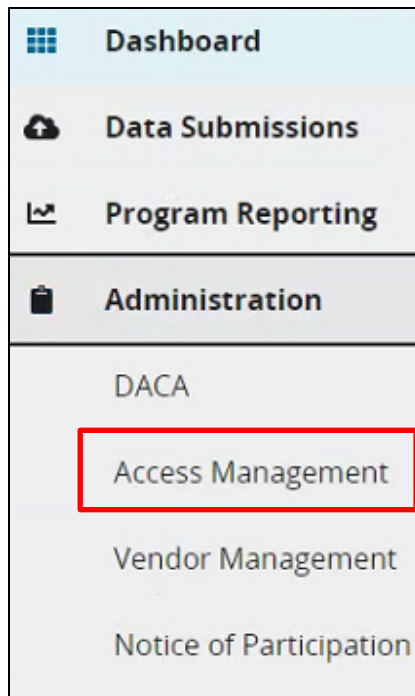 Dashboard
Data Submissions
Program Reporting
Administration
DACA
Access Management
Vendor Management
Notice of Participation